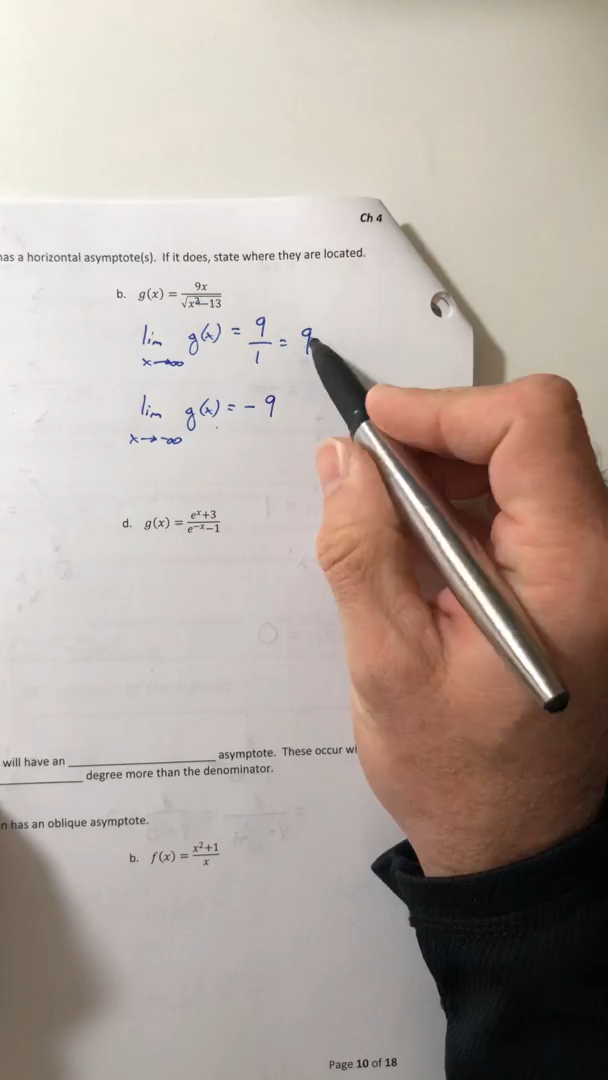 Ch 4
has a horizontal asymptote(s). If it does, state where they are located.
b. g(x) = 9x/√x²−13
lim x→∞ g(x) = 9/1 = 9
lim x→-∞ g(x) = - 9
d. g(x) = eˣ+3/e⁻ˣ−1
will have an ____________________ asymptote. These occur
____________ degree more than the denominator.
has an oblique asymptote.
b. f(x) = x²+1/x
Page 10 of 18